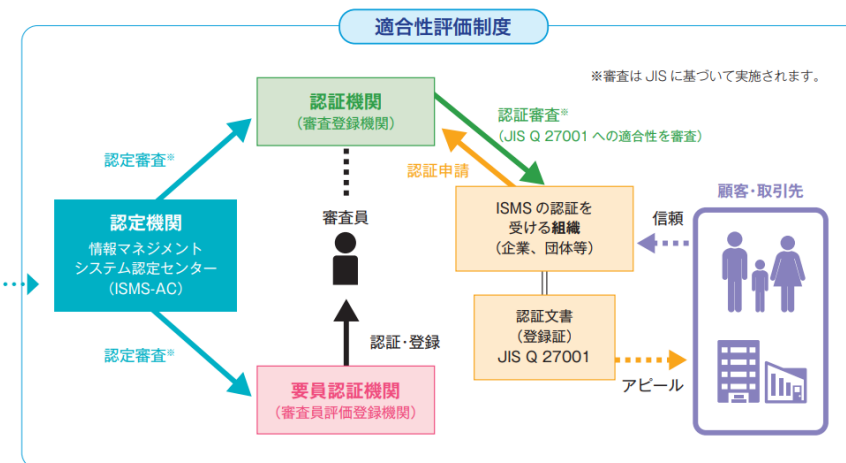 適合性評価制度
※審査は JIS に基づいて実施されます。
認証機関
（審査登録機関）
認証審査※
（JIS Q 27001 への適合性を審査）
認定審査※
認証申請
顧客・取引先
認定機関
情報マネジメント
システム認定センター
（ISMS-AC）
審査員
ISMS の認証を
受ける組織
（企業、団体等）
信頼
認証文書
（登録証）
JIS Q 27001
認証・登録
認定審査※
アピール
要員認証機関
（審査員評価登録機関）